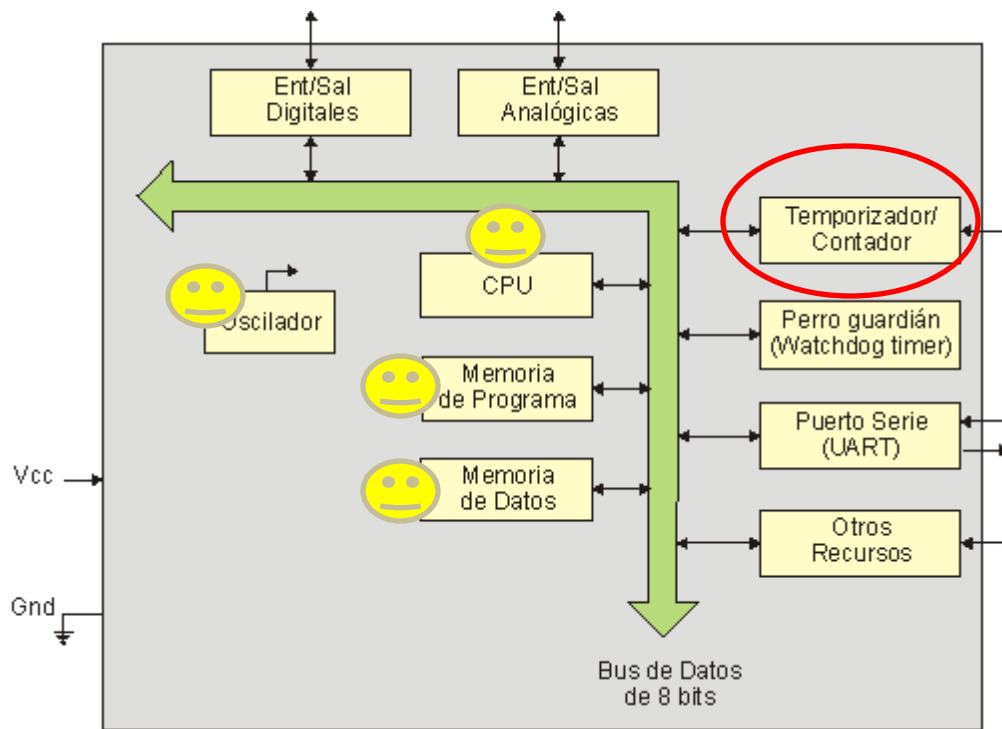 Ent/Sal
Digitales
Ent/Sal
Analógicas
Temporizador/
Contador
CPU
Oscilador
Perro guardián
(Watchdog timer)
Memoria
de Programa
Puerto Serie
(UART)
Vcc
Memoria
de Datos
Otros
Recursos
Gnd
Bus de Datos
de 8 bits